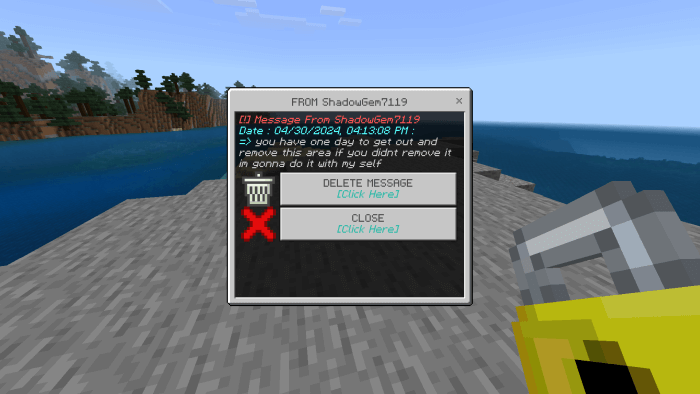 FROM ShadowGem7119
[!] Message From ShadowGem7119
Date : 04/30/2024, 04:13:08 PM :
=> you have one day to get out and
remove this area if you didnt remove it
im gonna do it with my self
DELETE MESSAGE
[Click Here]
CLOSE
[Click Here]